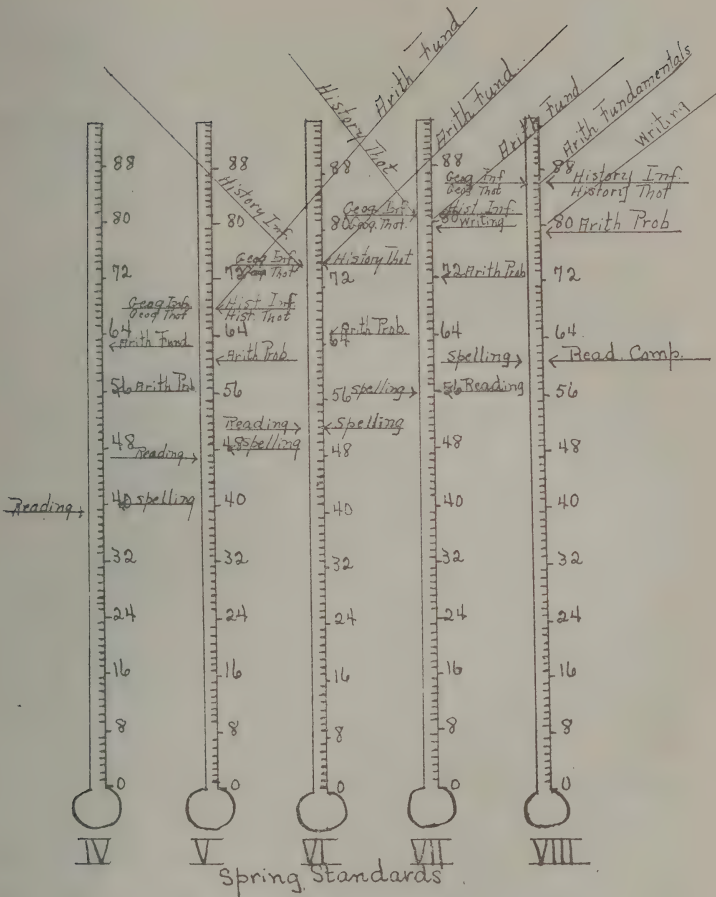 History Thot
Arith Fund
Arith Fund.
Arith Fund
Arith Fundamentals
Writing
History Inf.
88
88
88
88
88
Geog Inf
Geog Thot
History Inf.
History Thot
Geog Inf.
Geog. Thot
Hist. Inf
Writing
80
80
80
80
80 Arith Prob
Geog Inf
Geog Thot
History Thot
72
72
72
72 Arith Prob
72
Geog Inf.
Geog Thot
Hist Inf
Hist. Thot
64
64
64
64
64
Arith Fund
Arith Prob
Arith Prob.
Spelling
Read. Comp.
56 Arith Prob
56
56
Spelling
56 Reading
56
Reading
Spelling
48
Reading
48 Spelling
48
48
48
Reading
40 Spelling
40
40
40
40
32
32
32
32
32
24
24
24
24
24
16
16
16
16
16
8
8
8
8
8
0
0
0
0
0
IV
V
VI
VII
VIII
Spring Standards.